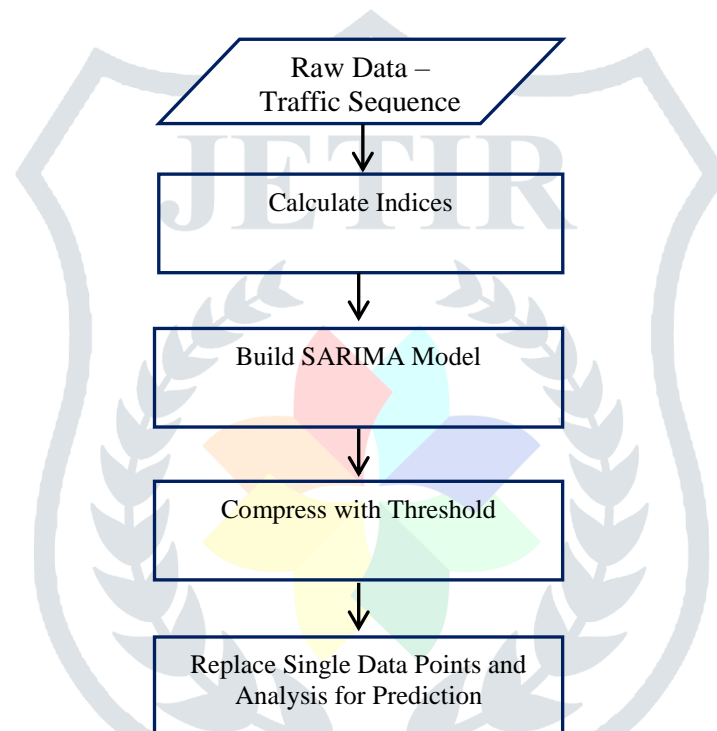 Raw Data –
Traffic Sequence
JETIR
Calculate Indices
Build SARIMA Model
Compress with Threshold
Replace Single Data Points and
Analysis for Prediction